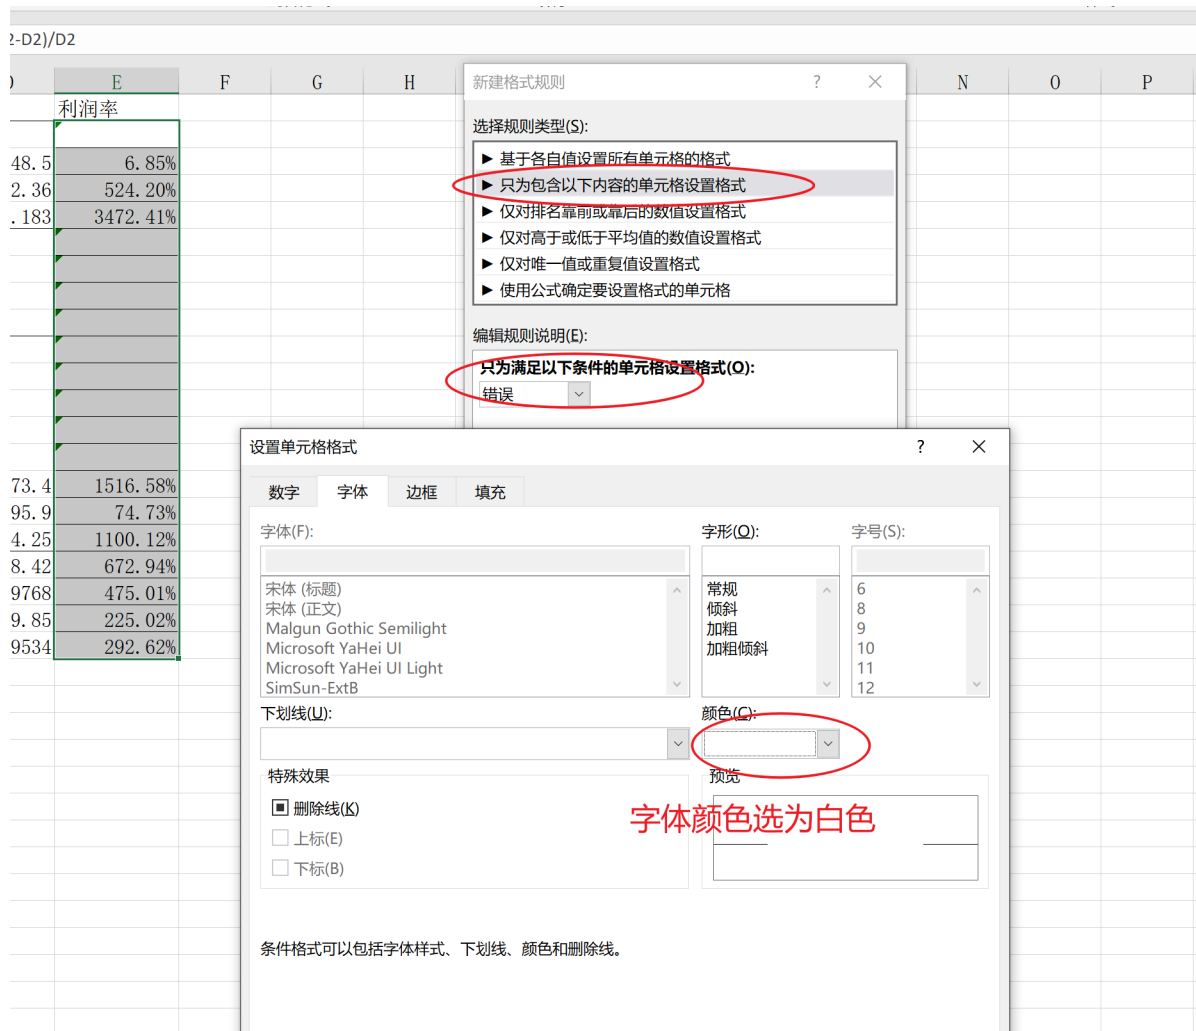 2-D2)/D2
E F G H N O P
利润率
48.5 6.85%
2.36 524.20%
.183 3472.41%
73.4 1516.58%
95.9 74.73%
4.25 1100.12%
8.42 672.94%
9768 475.01%
9.85 225.02%
9534 292.62%
新建格式规则 ?
选择规则类型(S):
► 基于各自值设置所有单元格的格式
► 只为包含以下内容的单元格设置格式
► 仅对排名靠前或靠后的数值设置格式
► 仅对高于或低于平均值的数值设置格式
► 仅对唯一值或重复值设置格式
► 使用公式确定要设置格式的单元格
编辑规则说明(E):
只为满足以下条件的单元格设置格式(O):
错误
设置单元格格式 ?
数字 字体 边框 填充
字体(F): 字形(O): 字号(S):
宋体 (标题) 常规 6
宋体 (正文) 倾斜 8
Malgun Gothic Semilight 加粗 9
Microsoft YaHei UI 加粗倾斜 10
Microsoft YaHei UI Light 11
SimSun-ExtB 12
下划线(U): 颜色(C):
特殊效果 预览
删除线(K)
字体颜色选为白色
上标(E)
下标(B)
条件格式可以包括字体样式、下划线、颜色和删除线。